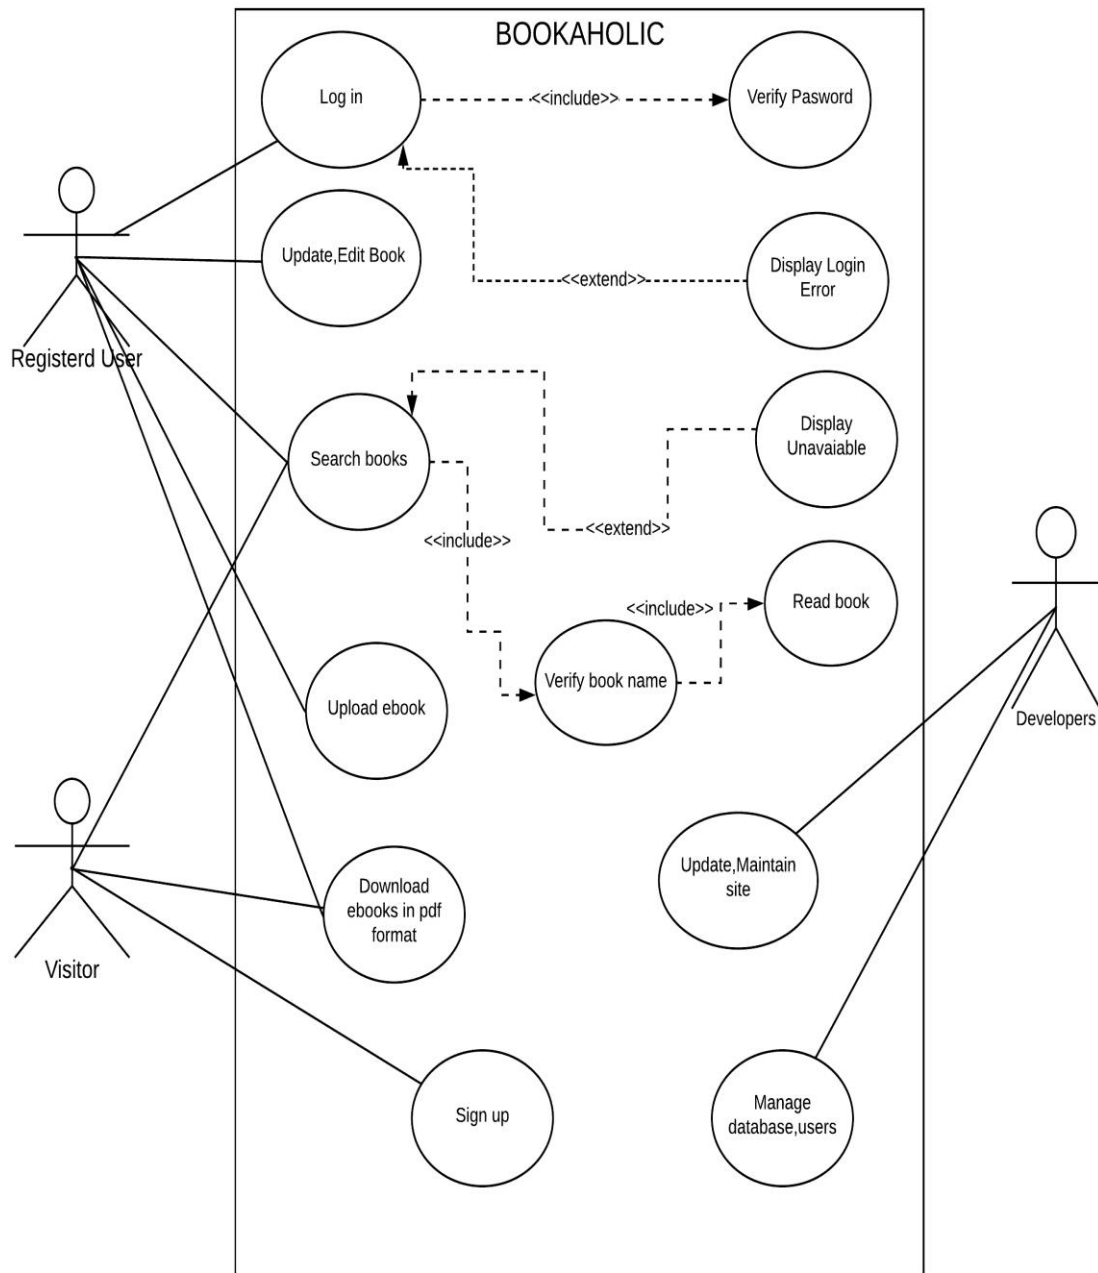 BOOKAHOLIC
Log in
<<include>>
Verify Pasword
Update,Edit Book
Display Login
Error
<<extend>>
Registerd User
Search books
Display
Unavaiable
<<extend>>
<<include>>
Read book
<<include>>
Verify book name
Upload ebook
Developers
Update,Maintain
site
Download
ebooks in pdf
format
Visitor
Sign up
Manage
database,users